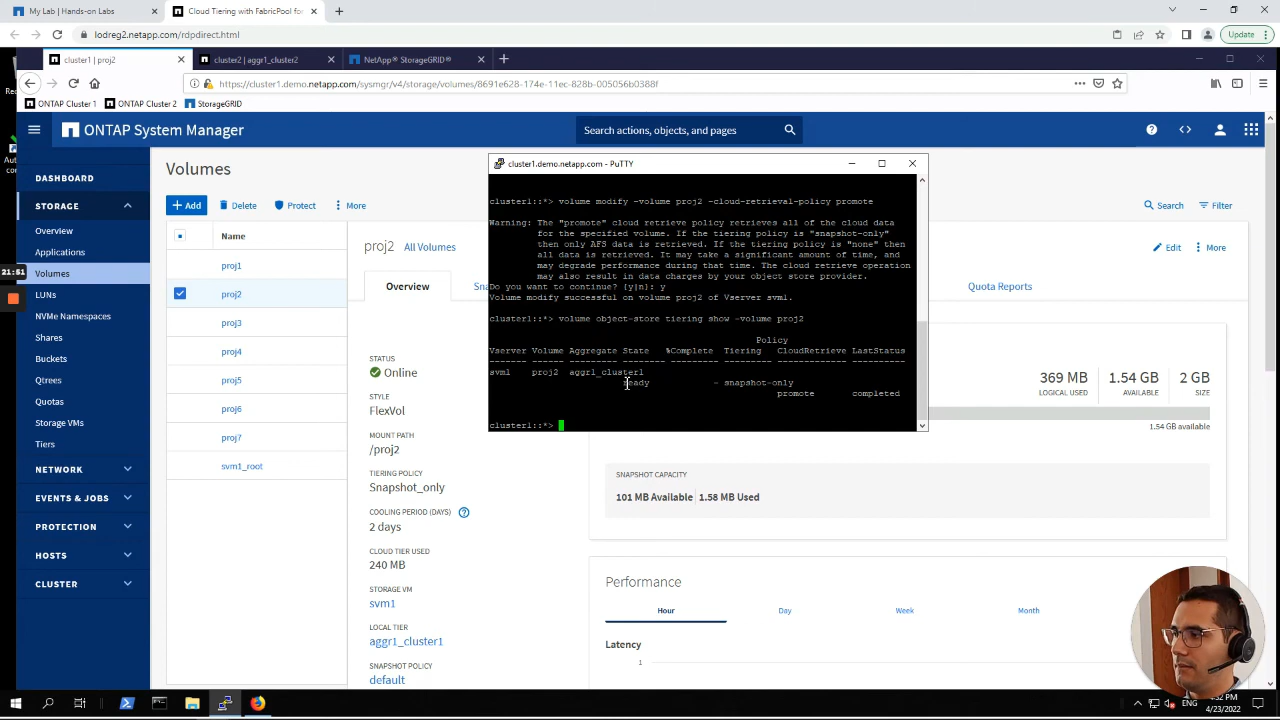 My Lab | Hands-on Labs
Cloud Tiering with FabricPool for
lodreg2.netapp.com/rdpdirect.html
Update
cluster1 | proj2
cluster2 | aggr1_cluster2
NetApp® StorageGRID®
https://cluster1.demo.netapp.com/sysmgr/v4/storage/volumes/8691e628-174e-11ec-828b-005056b0388f
ONTAP Cluster 1
ONTAP Cluster 2
StorageGRID
ONTAP System Manager
Search actions, objects, and pages
DASHBOARD
STORAGE
Overview
Applications
Volumes
LUNs
NVMe Namespaces
Shares
Buckets
Qtrees
Quotas
Storage VMs
Tiers
NETWORK
EVENTS & JOBS
PROTECTION
HOSTS
CLUSTER
21:51
Volumes
Add
Delete
Protect
More
Search
Filter
Name
proj1
proj2
proj3
proj4
proj5
proj6
proj7
svm1_root
proj2
All Volumes
Edit
More
Overview
Quota Reports
STATUS
Online
STYLE
FlexVol
MOUNT PATH
/proj2
TIERING POLICY
Snapshot_only
COOLING PERIOD (DAYS)
2 days
CLOUD TIER USED
240 MB
STORAGE VM
svm1
LOCAL TIER
aggr1_cluster1
SNAPSHOT POLICY
default
cluster1.demo.netapp.com - PuTTY
cluster1::*> volume modify -volume proj2 -cloud-retrieval-policy promote
Warning: The "promote" cloud retrieve policy retrieves all of the cloud data
for the specified volume. If the tiering policy is "snapshot-only"
then only AFS data is retrieved. If the tiering policy is "none" then
all data is retrieved. It may take a significant amount of time, and
may degrade performance during that time. The cloud retrieve operation
may also result in data charges by your object store provider.
Do you want to continue? {y|n}: y
Volume modify successful on volume proj2 of Vserver svm1.
cluster1::*> volume object-store tiering show -volume proj2
Policy
Vserver Volume Aggregate State %Complete Tiering CloudRetrieve LastStatus
------- ------ --------- ----- --------- ------- ------------- ----------
svm1 proj2 aggr1_cluster1
ready - snapshot-only
promote completed
cluster1::*>
369 MB
LOGICAL USED
1.54 GB
AVAILABLE
2 GB
SIZE
1.54 GB available
SNAPSHOT CAPACITY
101 MB Available
1.58 MB Used
Performance
Hour
Day
Week
Month
Latency
1
ENG
4/23/2022